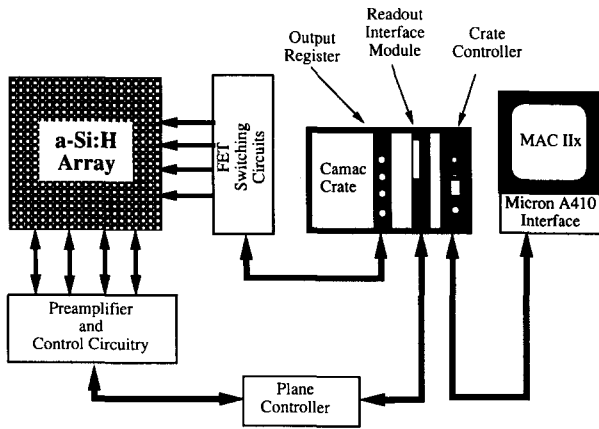 Output
Register
Readout
Interface
Module
Crate
Controller
a-Si:H
Array
FET
Switching
Circuits
Camac
Crate
MAC IIx
Micron A410
Interface
Preamplifier
and
Control Circuitry
Plane
Controller